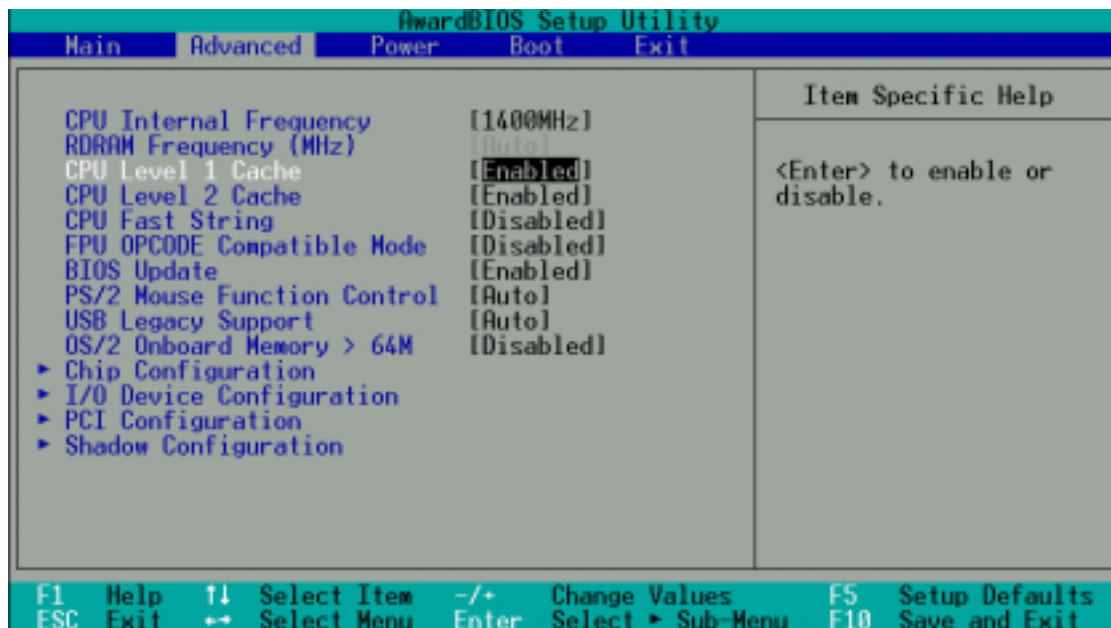 AwardBIOS Setup Utility
Main Advanced Power Boot Exit
Item Specific Help
CPU Internal Frequency [1400MHz]
RDRAM Frequency (MHz) [Auto]
CPU Level 1 Cache [Enabled]
CPU Level 2 Cache [Enabled]
CPU Fast String [Disabled]
FPU OPCODE Compatible Mode [Disabled]
BIOS Update [Enabled]
PS/2 Mouse Function Control [Auto]
USB Legacy Support [Auto]
OS/2 Onboard Memory > 64M [Disabled]
► Chip Configuration
► I/O Device Configuration
► PCI Configuration
► Shadow Configuration
<Enter> to enable or
disable.
F1 Help ↑↓ Select Item -/+ Change Values F5 Setup Defaults
ESC Exit ←→ Select Menu Enter Select ► Sub-Menu F10 Save and Exit